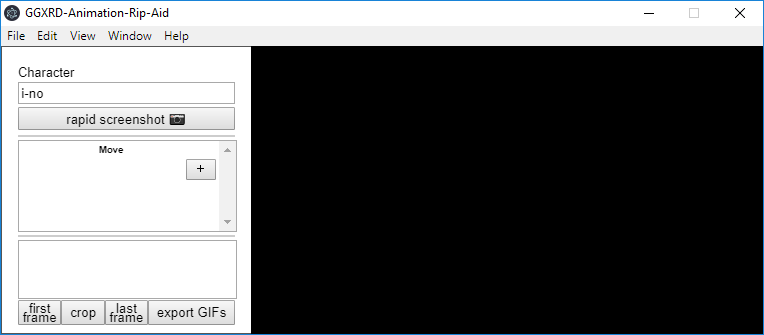 GGXRD-Animation-Rip-Aid
File Edit View Window Help
Character
i-no
rapid screenshot 📷
Move
+
first frame crop last frame export GIFs